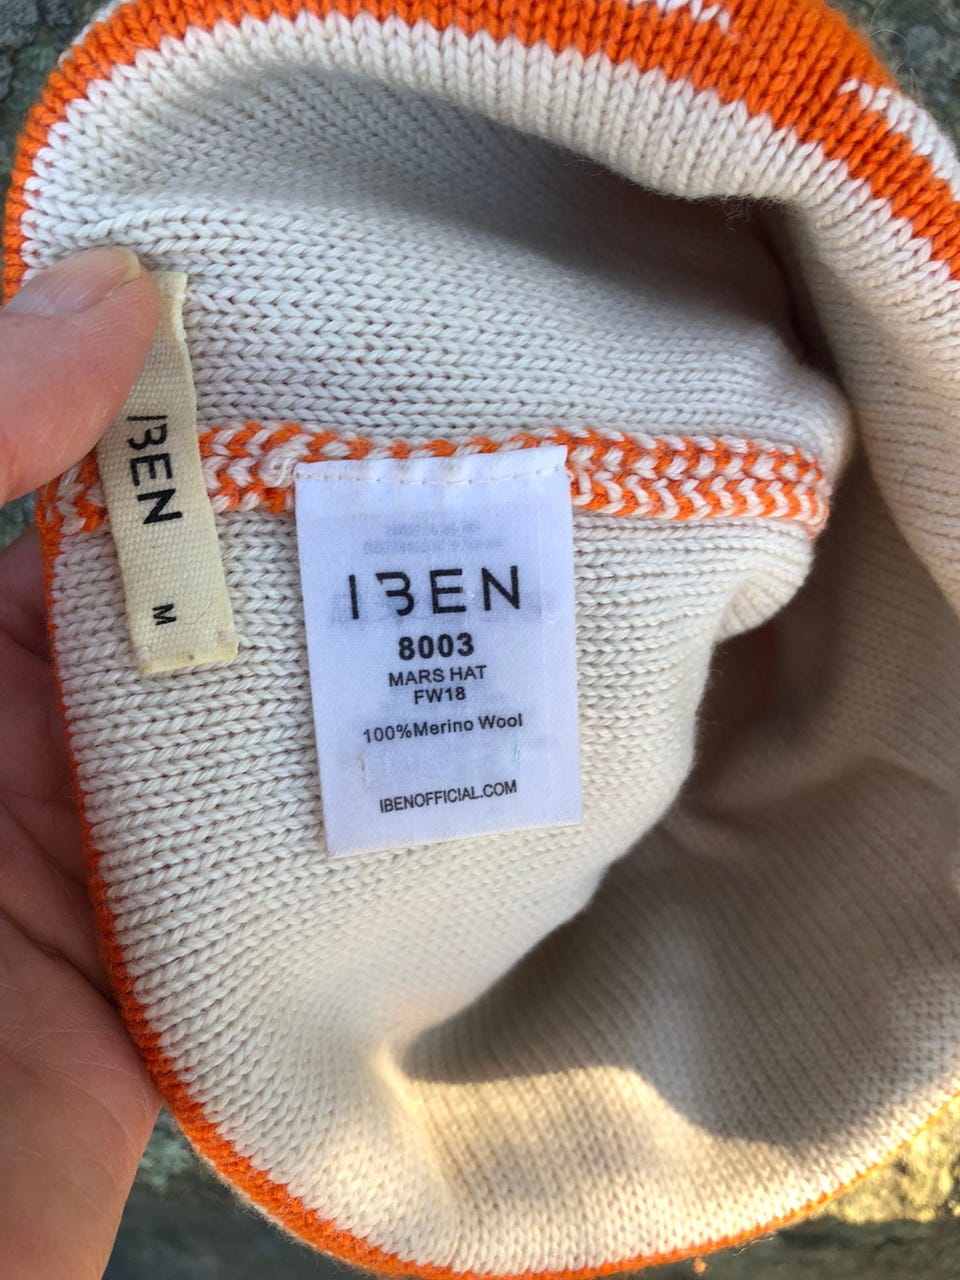 IBEN
M
IBEN
8003
MARS HAT
FW18
100%Merino Wool
IBENOFFICIAL.COM